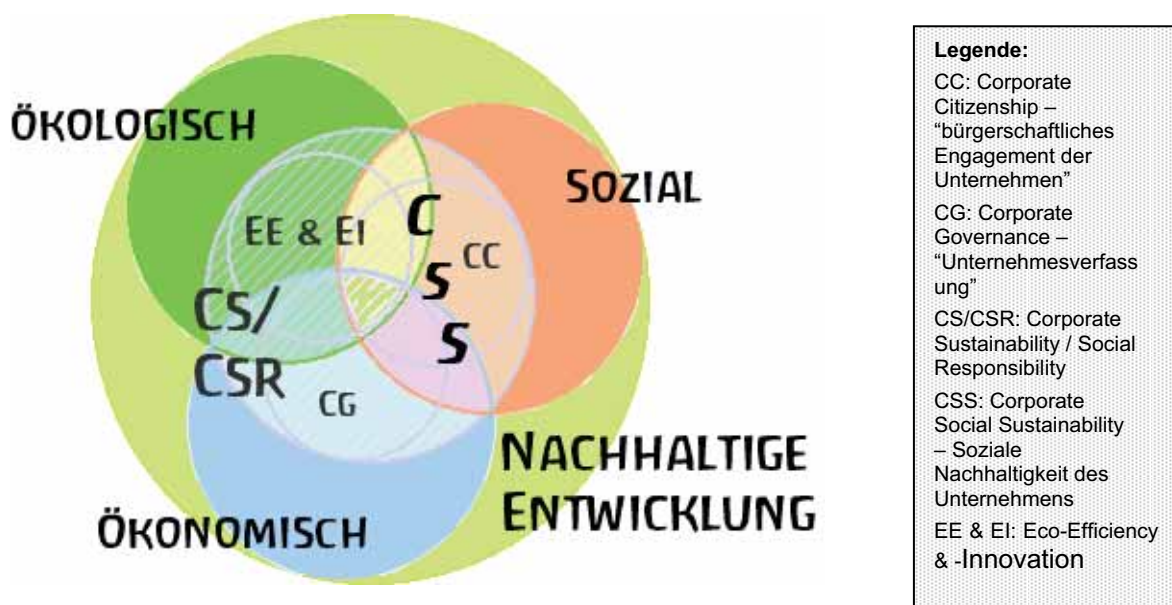 ÖKOLOGISCH
SOZIAL
EE & EI
C
S
S
CC
CS/
CSR
CG
NACHHALTIGE
ENTWICKLUNG
ÖKONOMISCH
Legende:
CC: Corporate
Citizenship –
“bürgerschaftliches
Engagement der
Unternehmen”
CG: Corporate
Governance –
“Unternehmesverfass
ung”
CS/CSR: Corporate
Sustainability / Social
Responsibility
CSS: Corporate
Social Sustainability
– Soziale
Nachhaltigkeit des
Unternehmens
EE & EI: Eco-Efficiency
& -Innovation